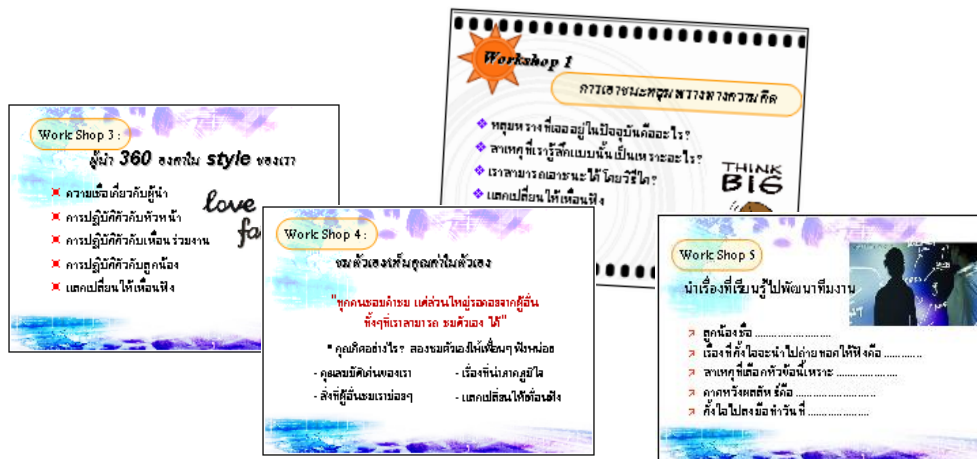 Workshop 1
การเอาชนะหลุมพรางทางความคิด
หลุมพรางที่เจออยู่ในปัจจุบันคืออะไร?
สาเหตุที่เรารู้สึกแบบนั้นเป็นเพราะอะไร?
เราสามารถเอาชนะได้โดยวิธีใด?
แลกเปลี่ยนให้เพื่อนฟัง
THINK
BIG
Work Shop 3 :
ผู้นำ 360 องศาใน style ของเรา
ความเชื่อเกี่ยวกับผู้นำ
การปฏิบัติตัวกับหัวหน้า
การปฏิบัติตัวกับเพื่อนร่วมงาน
การปฏิบัติตัวกับลูกน้อง
แลกเปลี่ยนให้เพื่อนฟัง
love
Work Shop 4 :
ชมตัวเองเห็นคุณค่าในตัวเอง
"ทุกคนชอบคำชม แต่ส่วนใหญ่รอคอยจากผู้อื่น
ทั้งๆที่เราสามารถ ชมตัวเอง ได้"
คุณคิดอย่างไร? ลองชมตัวเองให้เพื่อนๆ ฟังหน่อย
- คุณสมบัติเด่นของเรา - เรื่องที่น่าภาคภูมิใจ
- สิ่งที่ผู้อื่นชมเราบ่อยๆ - แลกเปลี่ยนให้เพื่อนฟัง
Work Shop 5
นำเรื่องที่เรียนรู้ไปพัฒนาทีมงาน
ลูกน้องชื่อ ..........................
เรื่องที่ตั้งใจจะนำไปถ่ายทอดให้ฟังคือ ............
สาเหตุที่เลือกหัวข้อนี้เพราะ .....................
คาดหวังผลลัพธ์คือ ..........................
ตั้งใจไปลงมือทำวันที่ .....................